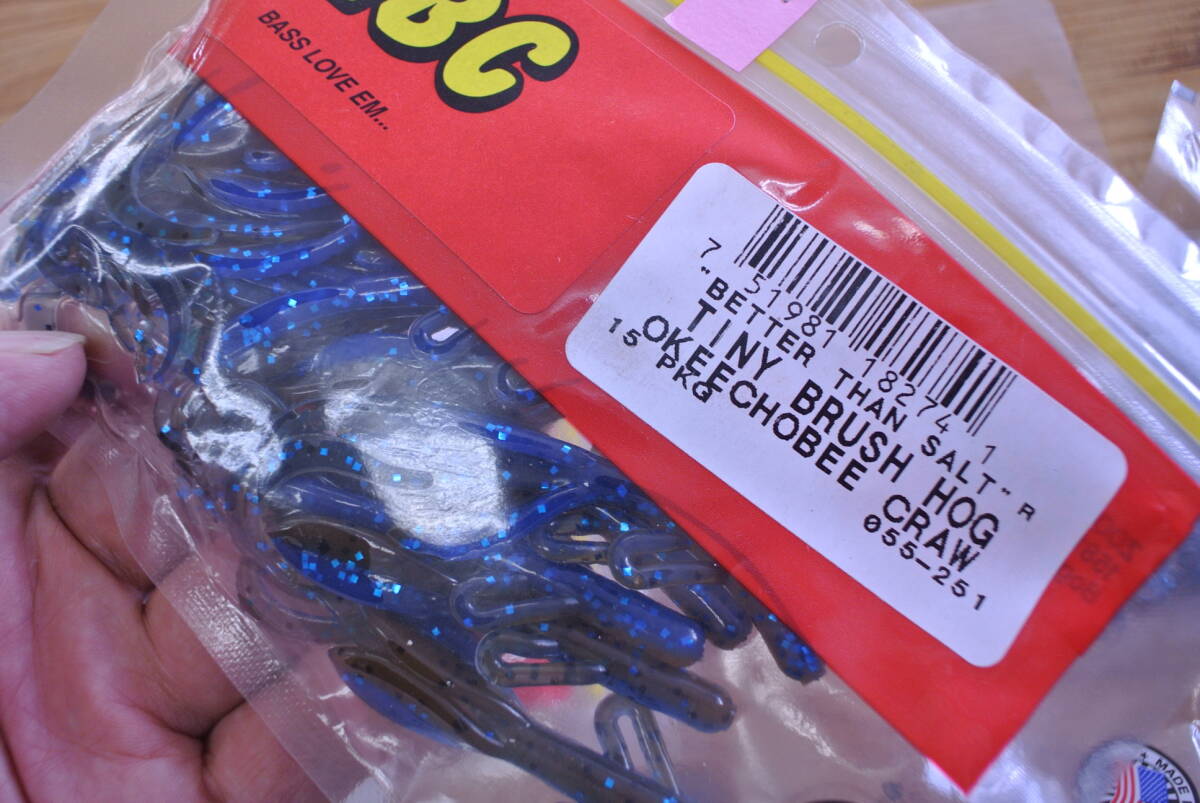 BC
BASS LOVE EM...
7 51981 18274 1
"BETTER THAN SALT" R
TINY BRUSH HOG
OKEECHOBEE CRAW
15 PKG 055-251
MADE